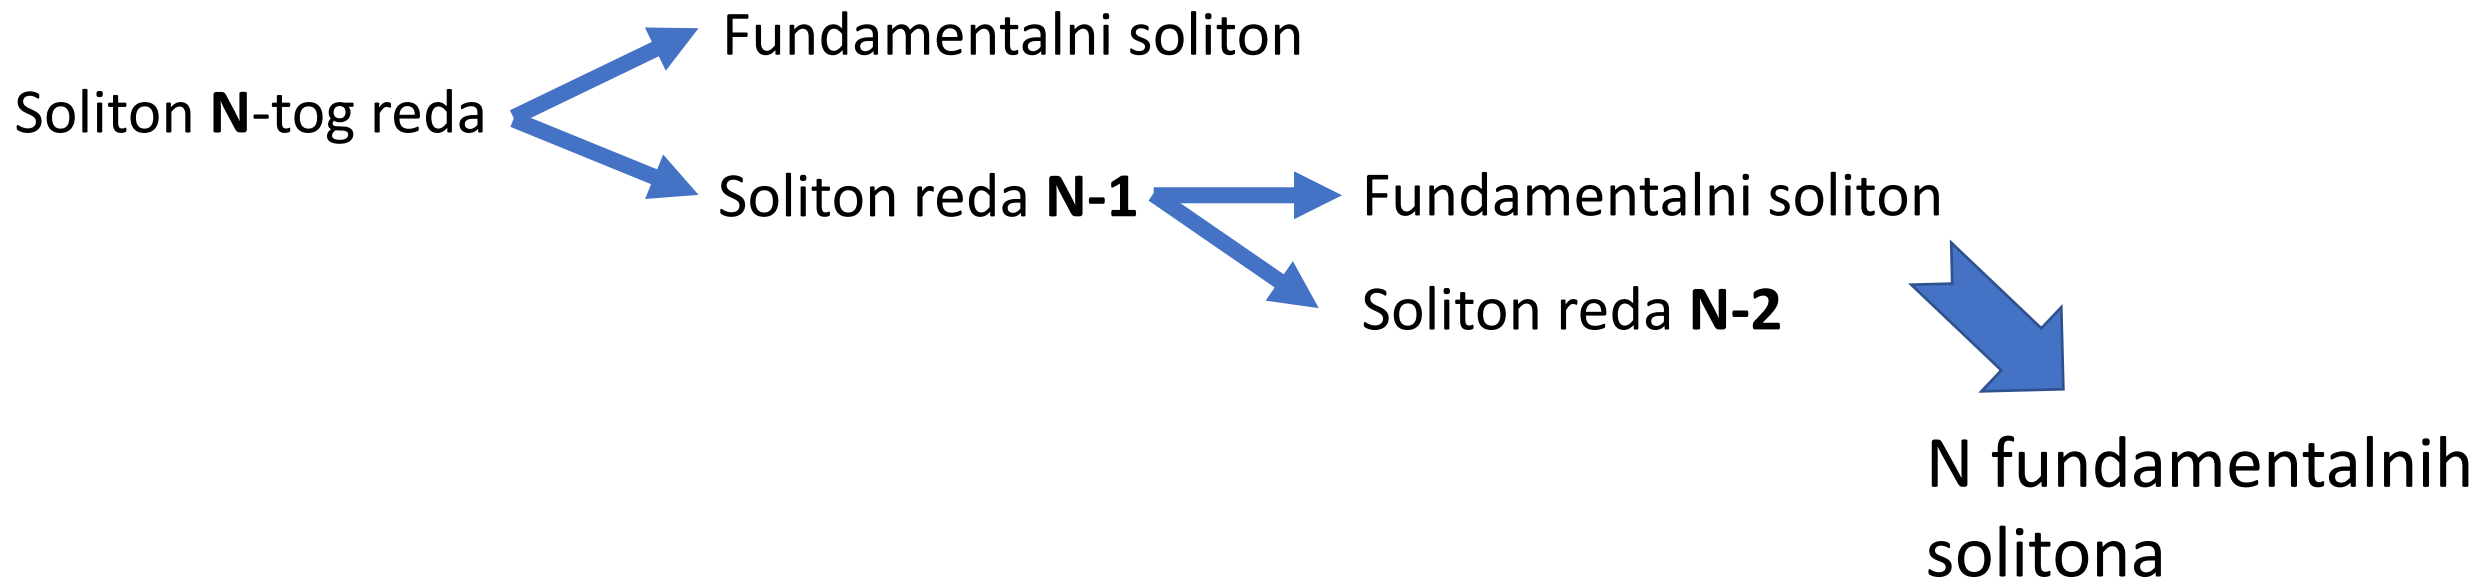 Fundamentalni soliton
Soliton N-tog reda
Soliton reda N-1
Fundamentalni soliton
Soliton reda N-2
N fundamentalnih
solitona